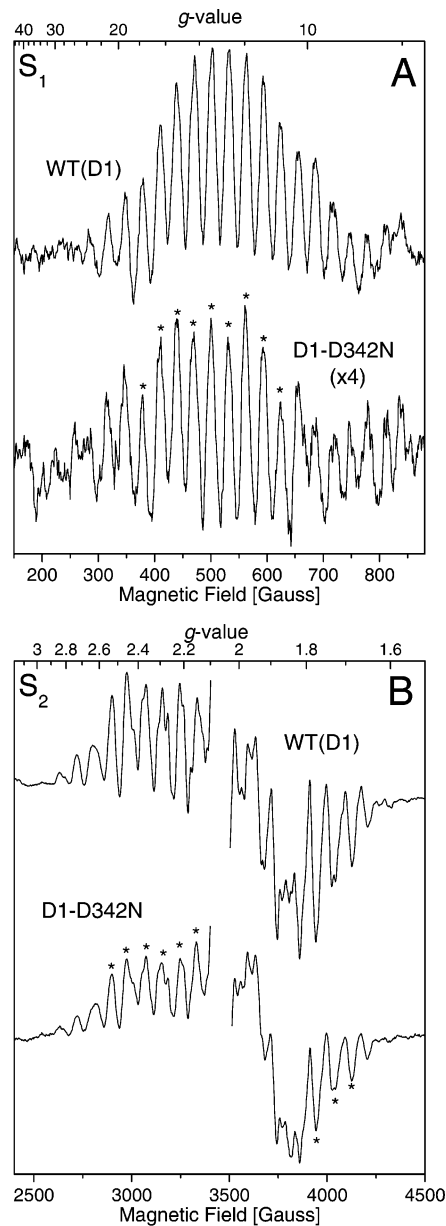 g-value
40 30 20 10
S1
A
WT(D1)
* * * * * * * * *
D1-D342N
(x4)
200 300 400 500 600 700 800
Magnetic Field [Gauss]
g-value
3 2.8 2.6 2.4 2.2 2 1.8 1.6
S2
B
WT(D1)
D1-D342N
* * * * * *
* * *
2500 3000 3500 4000 4500
Magnetic Field [Gauss]